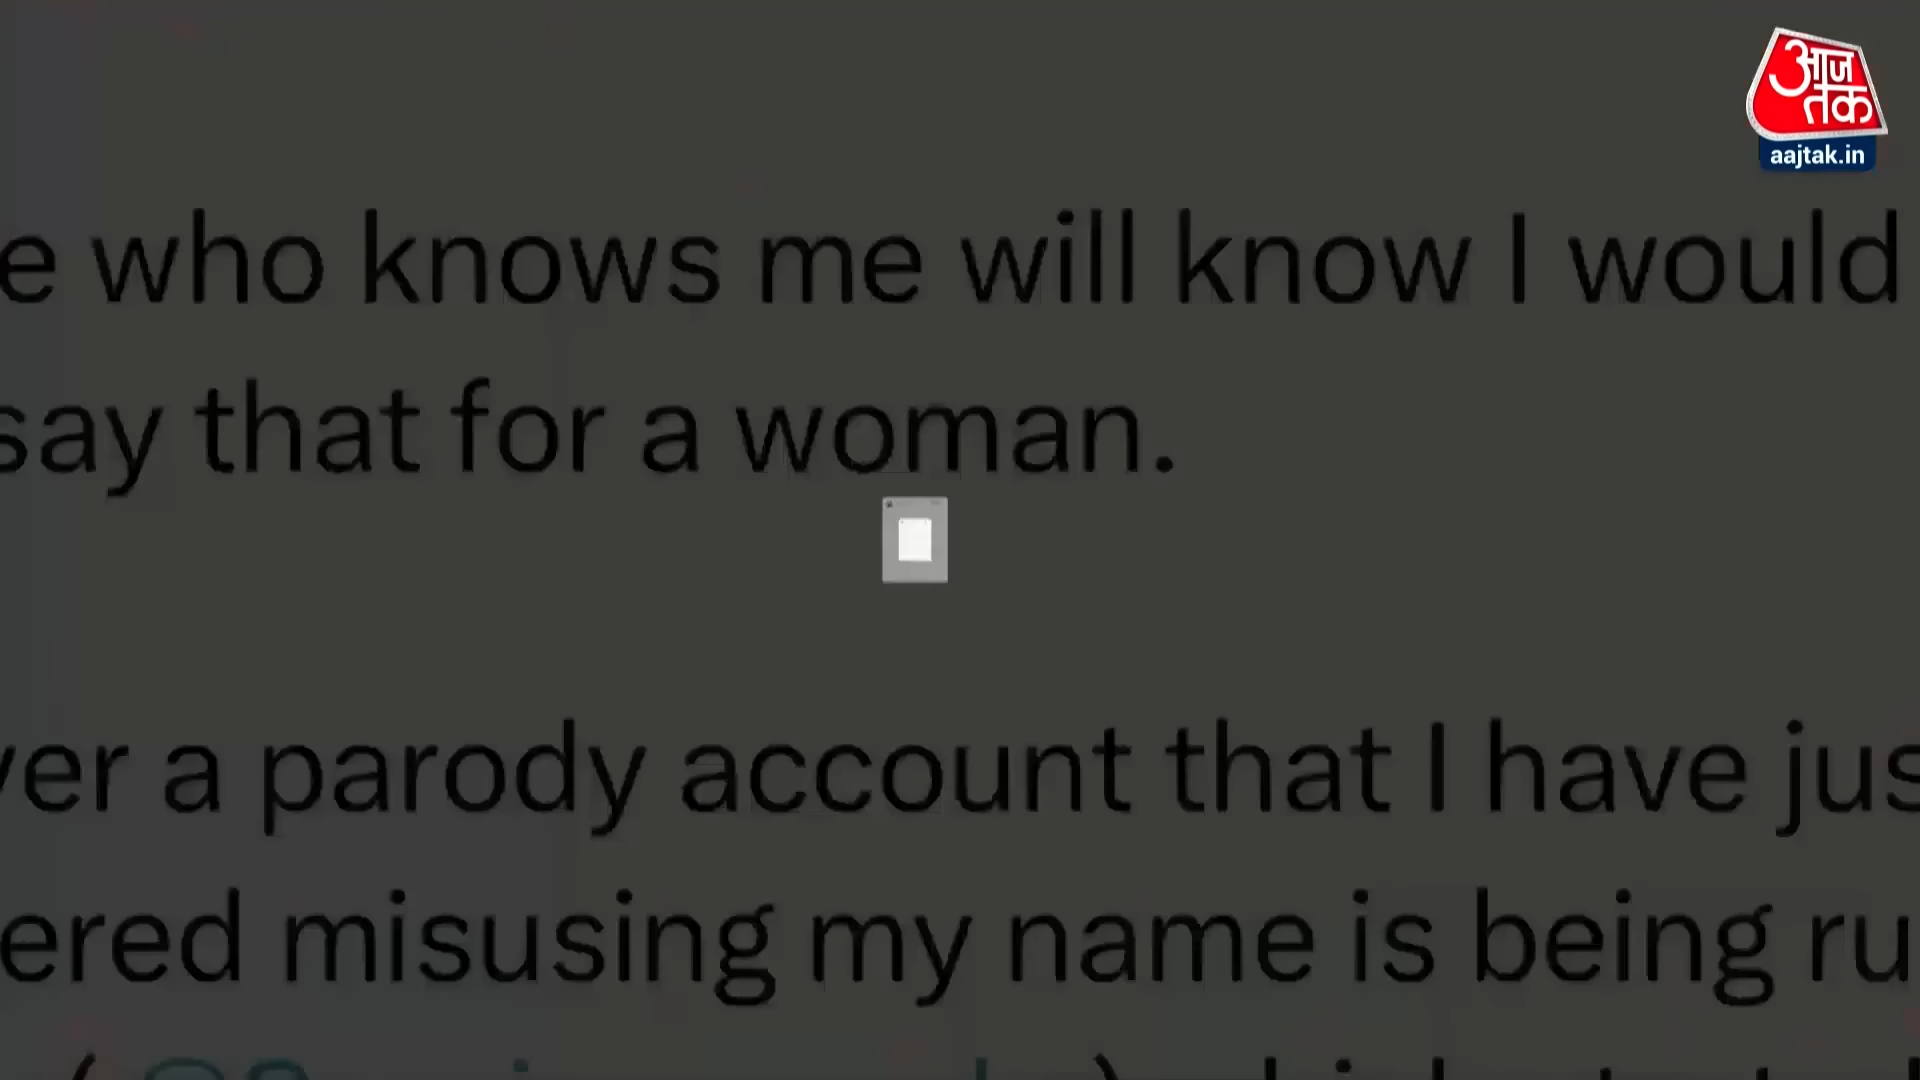 आज
तक
aajtak.in
e who knows me will know I would
say that for a woman.
ver a parody account that I have jus
ered misusing my name is being ru